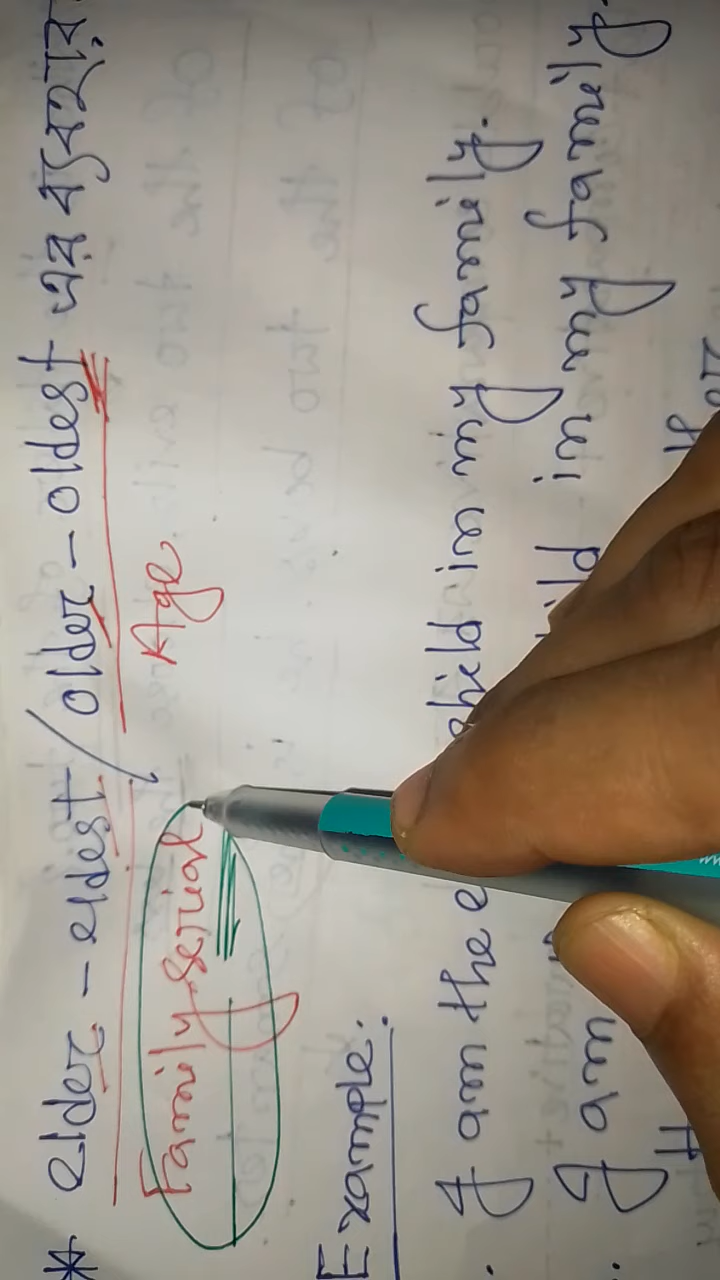 * elder - eldest / older - oldest এর ব্যবহার:
Family serial Age
Example:
I am the child in my family.
I am in my family.